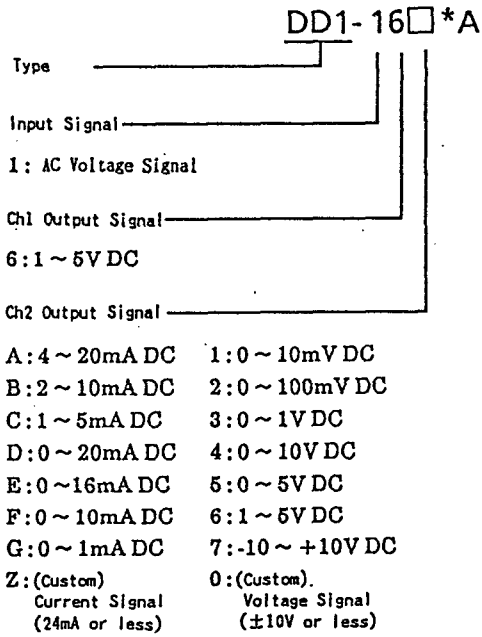 DD1-16□*A
Type
Input Signal
1: AC Voltage Signal
Ch1 Output Signal
6:1~5V DC
Ch2 Output Signal
A:4~20mA DC 1:0~10mV DC
B:2~10mA DC 2:0~100mV DC
C:1~5mA DC 3:0~1V DC
D:0~20mA DC 4:0~10V DC
E:0~16mA DC 5:0~5V DC
F:0~10mA DC 6:1~5V DC
G:0~1mA DC 7:-10~+10V DC
Z:(Custom) 0:(Custom).
Current Signal Voltage Signal
(24mA or less) (±10V or less)